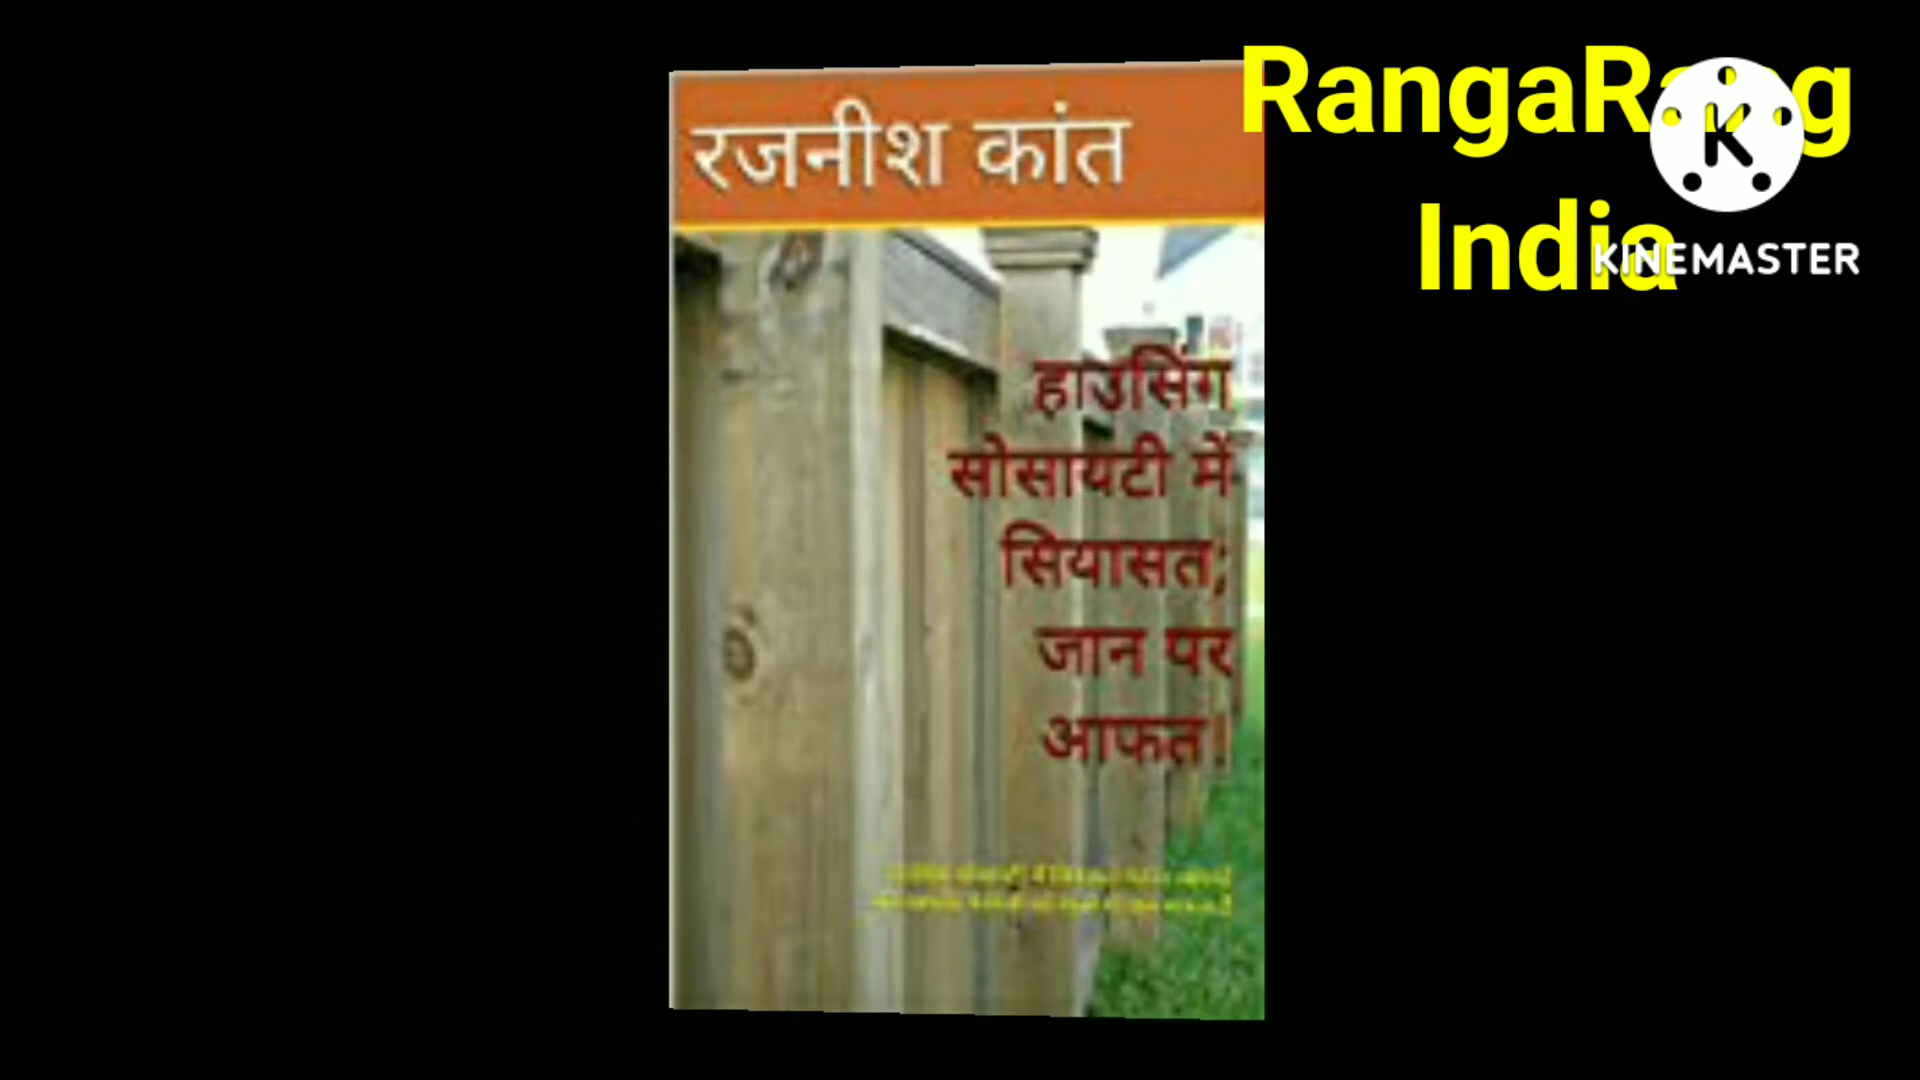 रजनीश कांत
हाउसिंग
सोसायटी में
सियासत;
जान पर
आफत!
RangaRang
India
KINEMASTER